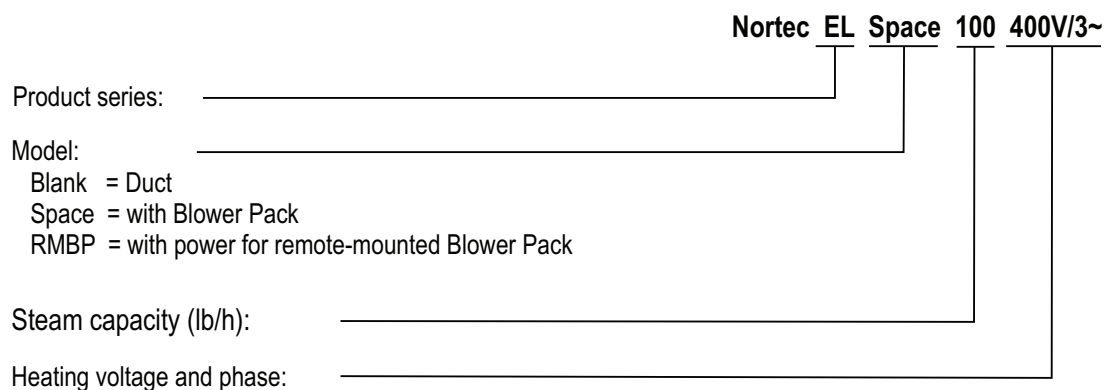 Nortec EL Space 100 400V/3~
Product series:
Model:
Blank = Duct
Space = with Blower Pack
RMBP = with power for remote-mounted Blower Pack
Steam capacity (lb/h):
Heating voltage and phase: